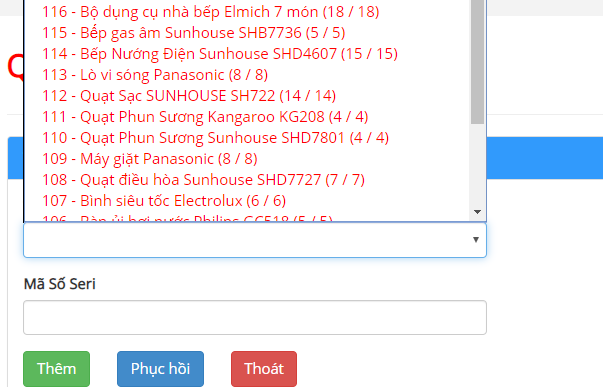 116 - Bộ dụng cụ nhà bếp Elmich 7 món (18 / 18)
115 - Bếp gas âm Sunhouse SHB7736 (5 / 5)
114 - Bếp Nướng Điện Sunhouse SHD4607 (15 / 15)
113 - Lò vi sóng Panasonic (8 / 8)
112 - Quạt Sạc SUNHOUSE SH722 (14 / 14)
111 - Quạt Phun Sương Kangaroo KG208 (4 / 4)
110 - Quạt Phun Sương Sunhouse SHD7801 (4 / 4)
109 - Máy giặt Panasonic (8 / 8)
108 - Quạt điều hòa Sunhouse SHD7727 (7 / 7)
107 - Bình siêu tốc Electrolux (6 / 6)
106 - Bàn ủi hơi nước Philips GC518 (5 / 5)
Mã Số Seri
Thêm Phục hồi Thoát